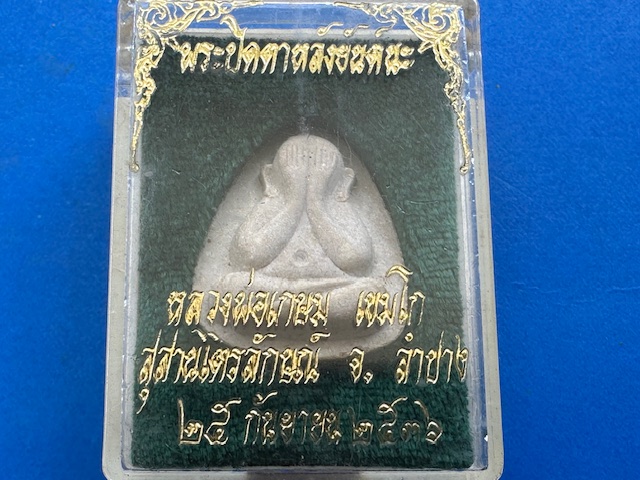 พระปิดตาหลังยันต์นะ
หลวงพ่อเกษม เขมโก
สุสานไตรลักษณ์ จ. ลำปาง
๒๕ กันยายน ๒๕๓๖